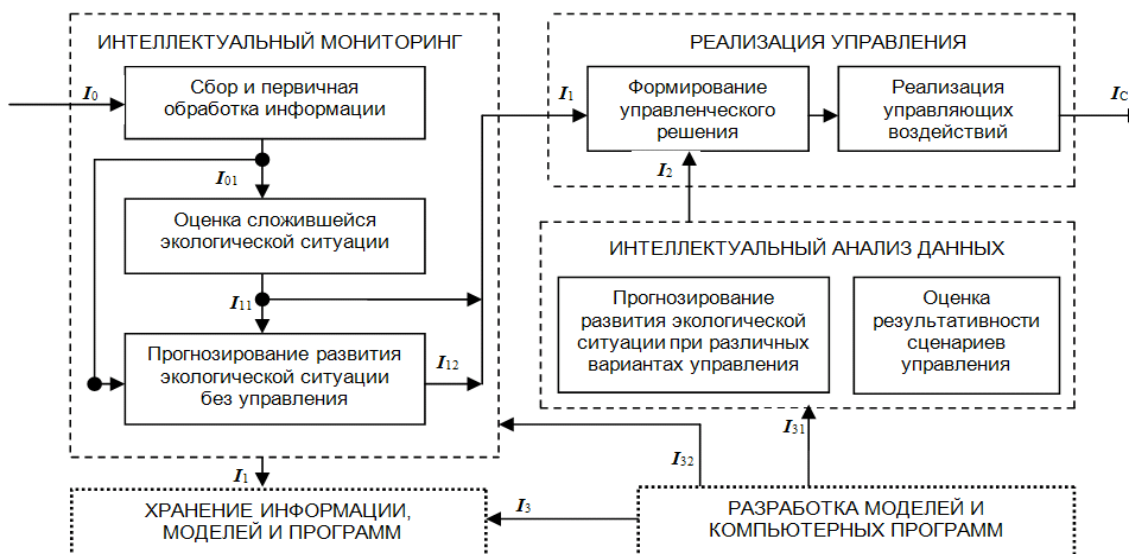 ИНТЕЛЛЕКТУАЛЬНЫЙ МОНИТОРИНГ
I0
Сбор и первичная
обработка информации
I01
Оценка сложившейся
экологической ситуации
I11
Прогнозирование развития
экологической ситуации
без управления
I12
РЕАЛИЗАЦИЯ УПРАВЛЕНИЯ
I1
Формирование
управленческого
решения
Реализация
управляющих
воздействий
IC
I2
ИНТЕЛЛЕКТУАЛЬНЫЙ АНАЛИЗ ДАННЫХ
Прогнозирование
развития экологической
ситуации при различных
вариантах управления
Оценка
результативности
сценариев
управления
I31
I32
I1
ХРАНЕНИЕ ИНФОРМАЦИИ,
МОДЕЛЕЙ И ПРОГРАММ
I3
РАЗРАБОТКА МОДЕЛЕЙ И
КОМПЬЮТЕРНЫХ ПРОГРАММ